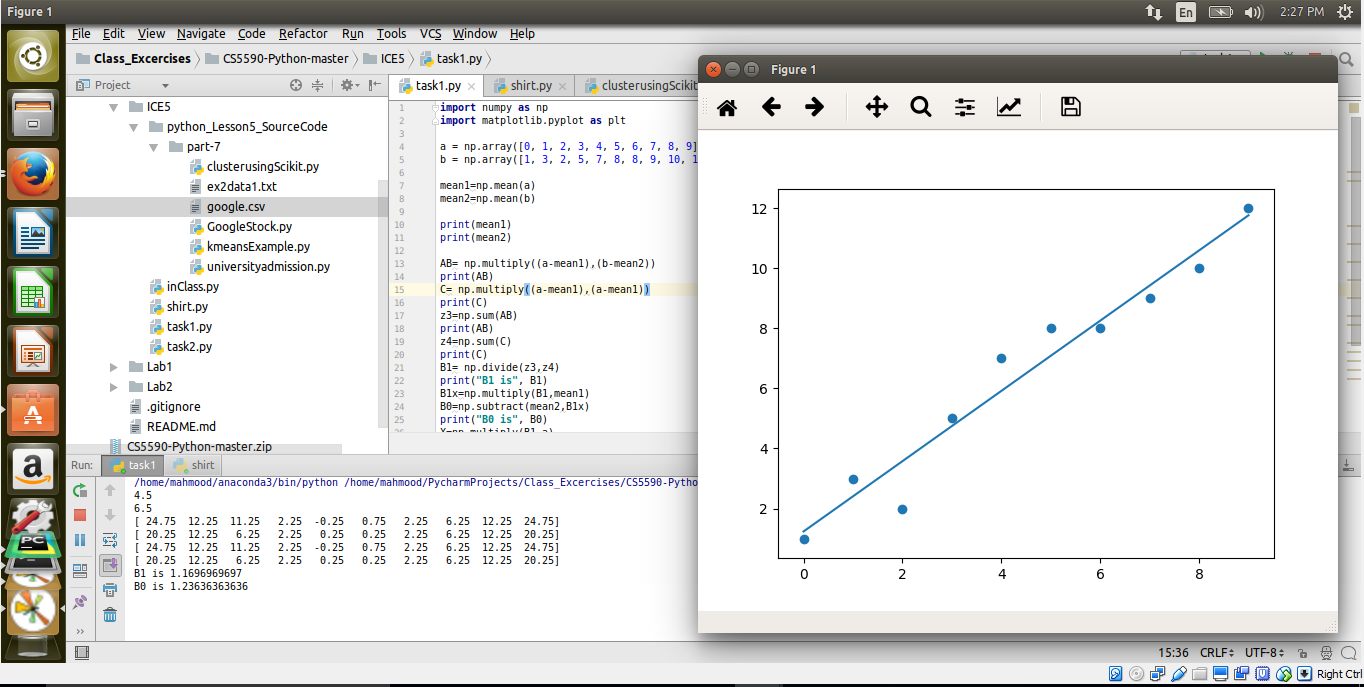 Figure 1
En
2:27 PM
File Edit View Navigate Code Refactor Run Tools VCS Window Help
Class_Excercises CS5590-Python-master ICE5 task1.py
Project
ICE5
python_Lesson5_SourceCode
part-7
clusterusingScikit.py
ex2data1.txt
google.csv
GoogleStock.py
kmeansExample.py
universityadmission.py
inClass.py
shirt.py
task1.py
task2.py
Lab1
Lab2
.gitignore
README.md
CS5590-Python-master.zip
task1.py shirt.py clusterusingScikit
1 import numpy as np
2 import matplotlib.pyplot as plt
3
4 a = np.array([0, 1, 2, 3, 4, 5, 6, 7, 8, 9]
5 b = np.array([1, 3, 2, 5, 7, 8, 8, 9, 10, 1
6
7 mean1=np.mean(a)
8 mean2=np.mean(b)
9
10 print(mean1)
11 print(mean2)
12
13 AB= np.multiply((a-mean1),(b-mean2))
14 print(AB)
15 C= np.multiply((a-mean1),(a-mean1))
16 print(C)
17 z3=np.sum(AB)
18 print(AB)
19 z4=np.sum(C)
20 print(C)
21 B1= np.divide(z3,z4)
22 print("B1 is", B1)
23 B1x=np.multiply(B1,mean1)
24 B0=np.subtract(mean2,B1x)
25 print("B0 is", B0)
Figure 1
12
10
8
6
4
2
0 2 4 6 8
Run: task1 shirt
/home/mahmood/anaconda3/bin/python /home/mahmood/PycharmProjects/Class_Excercises/CS5590-Pytho
4.5
6.5
[ 24.75 12.25 11.25 2.25 -0.25 0.75 2.25 6.25 12.25 24.75]
[ 20.25 12.25 6.25 2.25 0.25 0.25 2.25 6.25 12.25 20.25]
[ 24.75 12.25 11.25 2.25 -0.25 0.75 2.25 6.25 12.25 24.75]
[ 20.25 12.25 6.25 2.25 0.25 0.25 2.25 6.25 12.25 20.25]
B1 is 1.1696969697
B0 is 1.23636363636
PC
15:36 CRLF UTF-8
Right Ctrl